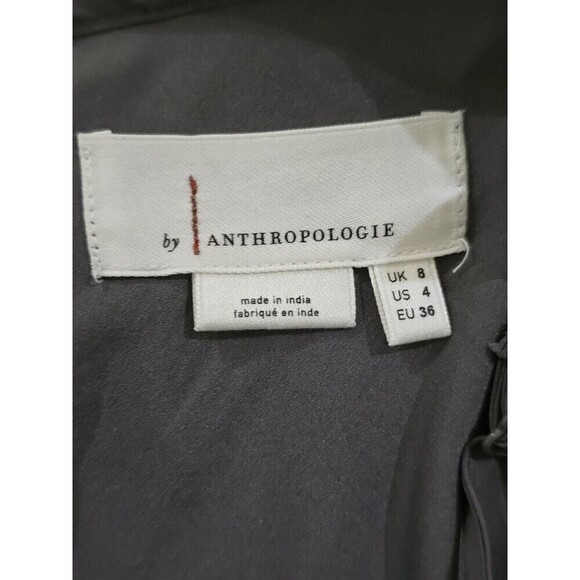 by ANTHROPOLOGIE
made in india
fabriqué en inde
UK 8
US 4
EU 36